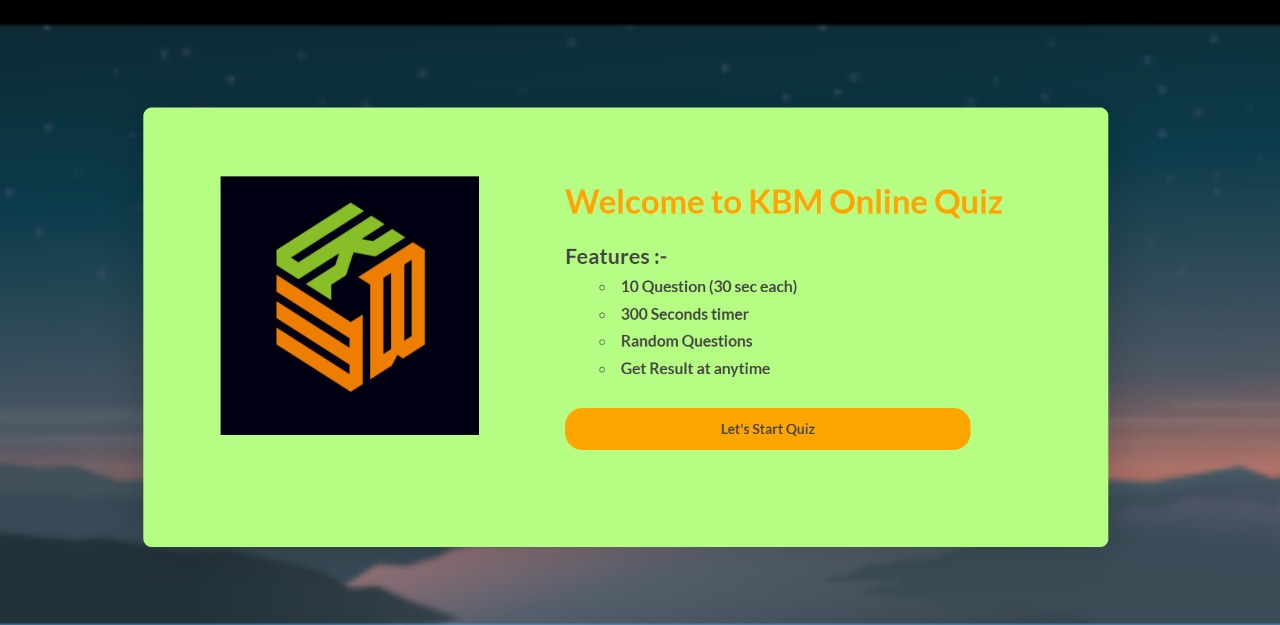 Welcome to KBM Online Quiz
Features :-
10 Question (30 sec each)
300 Seconds timer
Random Questions
Get Result at anytime
Let's Start Quiz